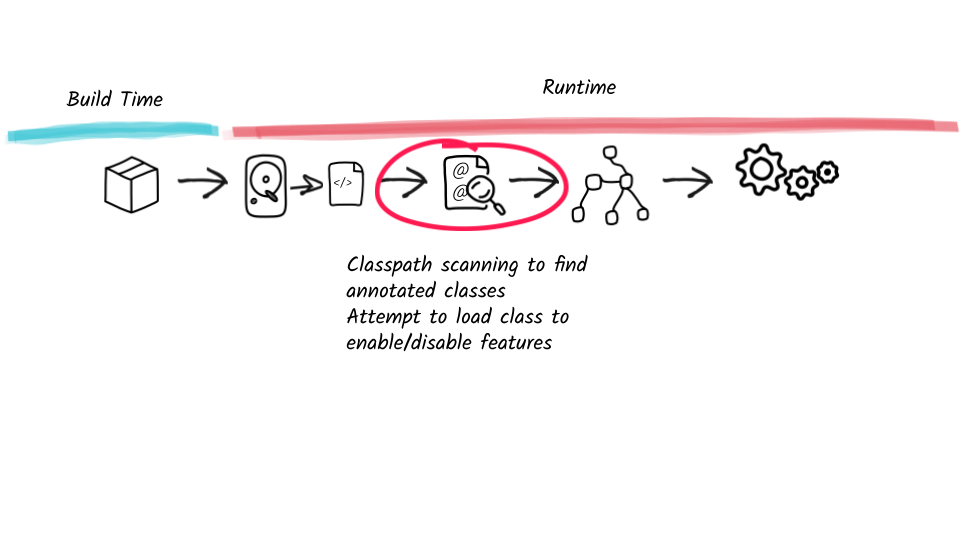 Build Time
Runtime
</>
@
@
Classpath scanning to find
annotated classes
Attempt to load class to
enable/disable features